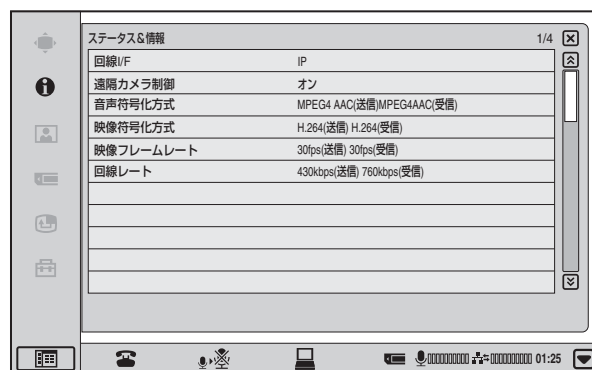 ステータス&情報 1/4
回線I/F IP
遠隔カメラ制御 オン
音声符号化方式 MPEG4 AAC(送信)MPEG4AAC(受信)
映像符号化方式 H.264(送信) H.264(受信)
映像フレームレート 30fps(送信) 30fps(受信)
回線レート 430kbps(送信) 760kbps(受信)
01:25